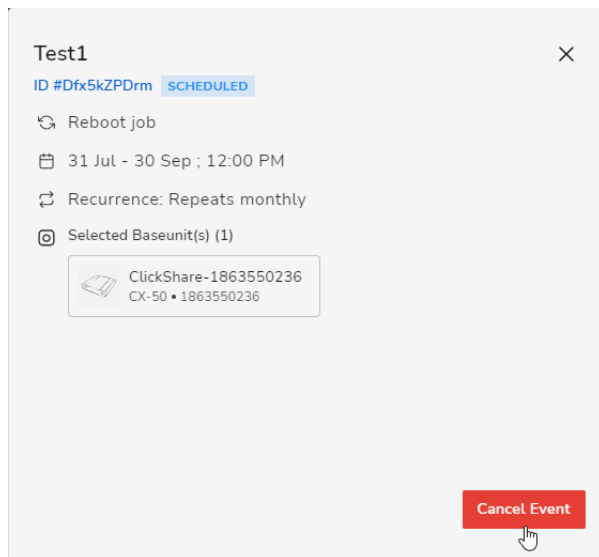 Test1
ID #Dfx5kZPDrm SCHEDULED
Reboot job
31 Jul - 30 Sep ; 12:00 PM
Recurrence: Repeats monthly
Selected Baseunit(s) (1)
ClickShare-1863550236
CX-50 • 1863550236
Cancel Event